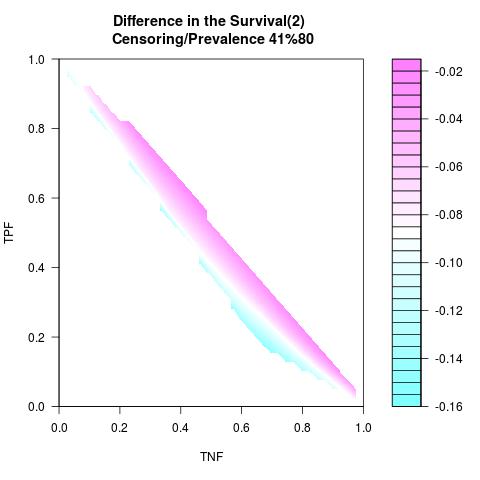 Difference in the Survival(2)
Censoring/Prevalence 41%80
1.0
0.8
0.6
0.4
0.2
0.0
TPF
0.0 0.2 0.4 0.6 0.8 1.0
TNF
-0.02
-0.04
-0.06
-0.08
-0.10
-0.12
-0.14
-0.16